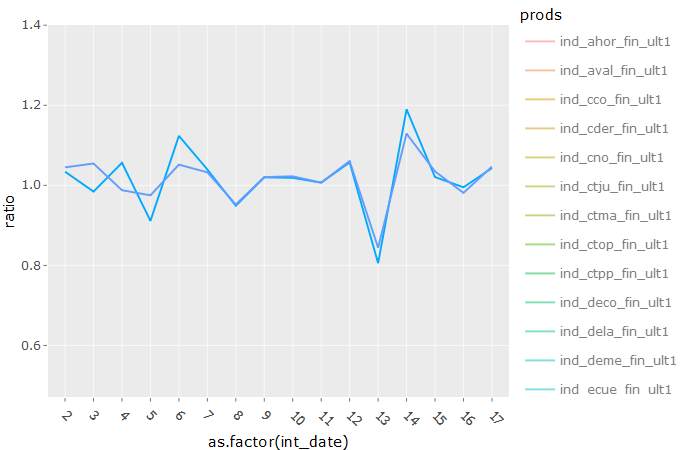 prods
ind_ahor_fin_ult1
ind_aval_fin_ult1
ind_cco_fin_ult1
ind_cder_fin_ult1
ind_cno_fin_ult1
ind_ctju_fin_ult1
ind_ctma_fin_ult1
ind_ctop_fin_ult1
ind_ctpp_fin_ult1
ind_deco_fin_ult1
ind_dela_fin_ult1
ind_deme_fin_ult1
ind_ecue_fin_ult1
ratio
1.4
1.2
1.0
0.8
0.6
2 3 4 5 6 7 8 9 10 11 12 13 14 15 16 17
as.factor(int_date)